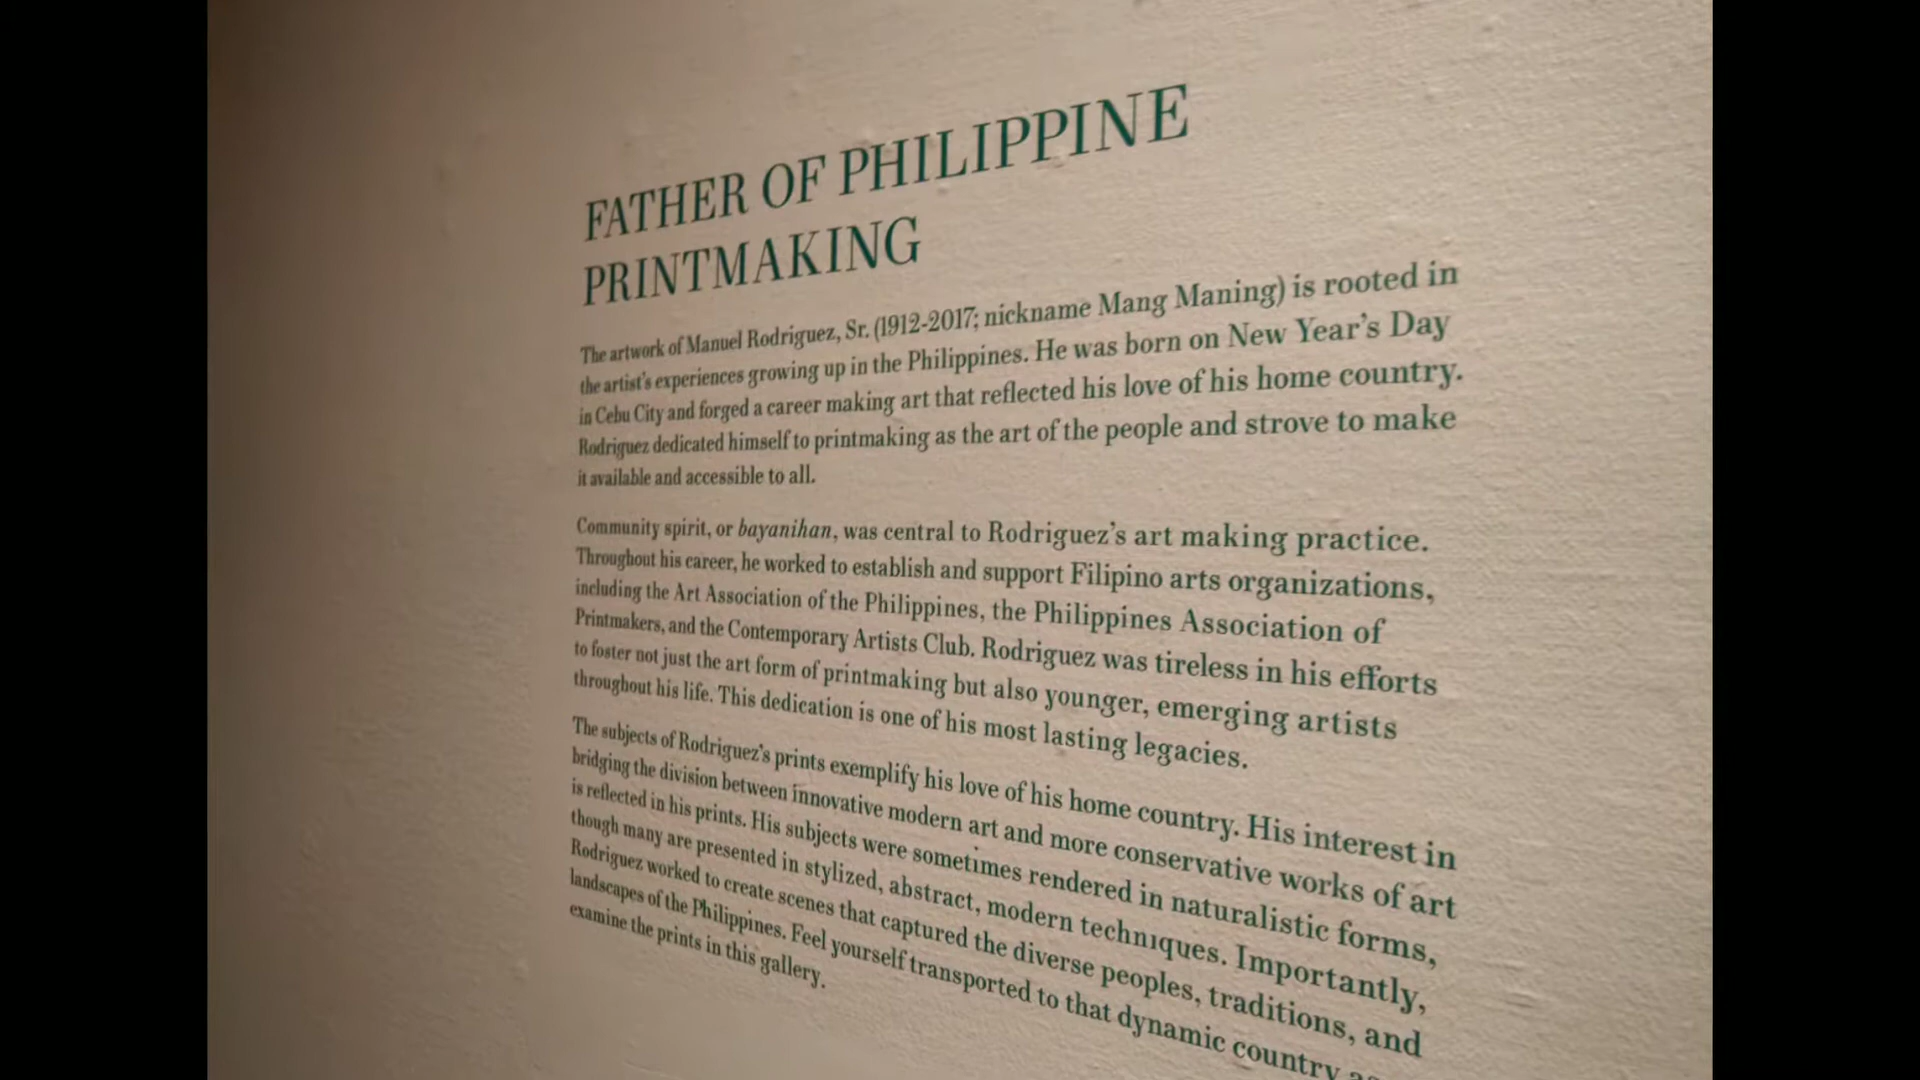 FATHER OF PHILIPPINE
PRINTMAKING
The artwork of Manuel Rodriguez, Sr. (1912-2017; nickname Mang Maning) is rooted in
the artist's experiences growing up in the Philippines. He was born on New Year's Day
in Cebu City and forged a career making art that reflected his love of his home country.
Rodriguez dedicated himself to printmaking as the art of the people and strove to make
it available and accessible to all.
Community spirit, or bayanihan, was central to Rodriguez's art making practice.
Throughout his career, he worked to establish and support Filipino arts organizations,
including the Art Association of the Philippines, the Philippines Association of
Printmakers, and the Contemporary Artists Club. Rodriguez was tireless in his efforts
to foster not just the art form of printmaking but also younger, emerging artists
throughout his life. This dedication is one of his most lasting legacies.
The subjects of Rodriguez's prints exemplify his love of his home country. His interest in
bridging the division between innovative modern art and more conservative works of art
is reflected in his prints. His subjects were sometimes rendered in naturalistic forms,
though many are presented in stylized, abstract, modern techniques. Importantly,
Rodriguez worked to create scenes that captured the diverse peoples, traditions, and
landscapes of the Philippines. Feel yourself transported to that dynamic country
examine the prints in this gallery.